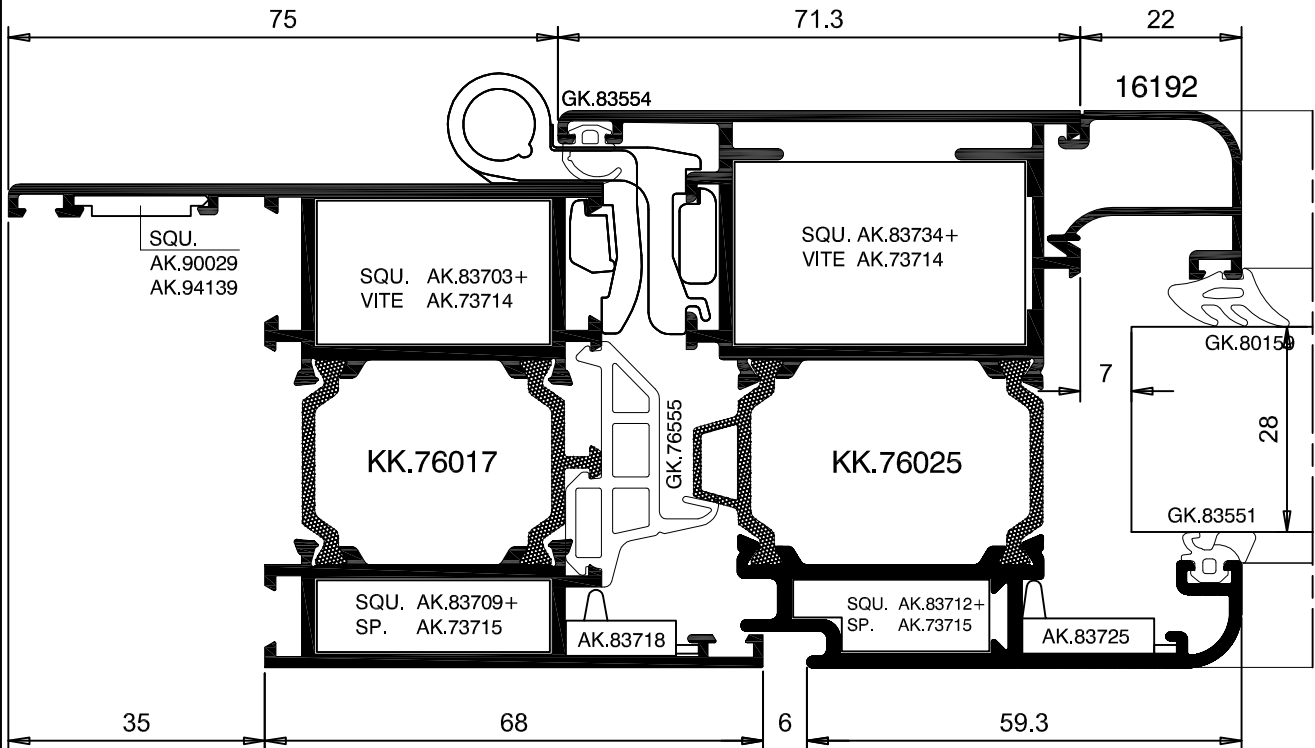 75
71.3
22
16192
GK.83554
SQU.
AK.90029
AK.94139
SQU. AK.83703+
VITE AK.73714
SQU. AK.83734+
VITE AK.73714
GK.80159
7
28
KK.76017
GK.76555
KK.76025
GK.83551
SQU. AK.83709+
SP. AK.73715
AK.83718
SQU. AK.83712+
SP. AK.73715
AK.83725
35
68
6
59.3